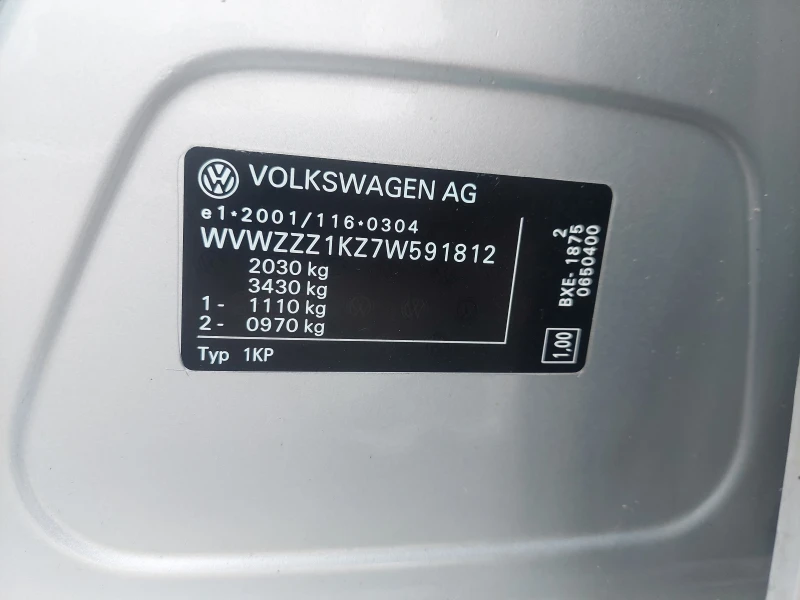 VOLKSWAGEN AG
e1*2001/116*0304
WVWZZZ1KZ7W591812
2030 kg
3430 kg
1- 1110 kg
2- 0970 kg
Typ 1KP
2
BXE-1875
0650400
1,00